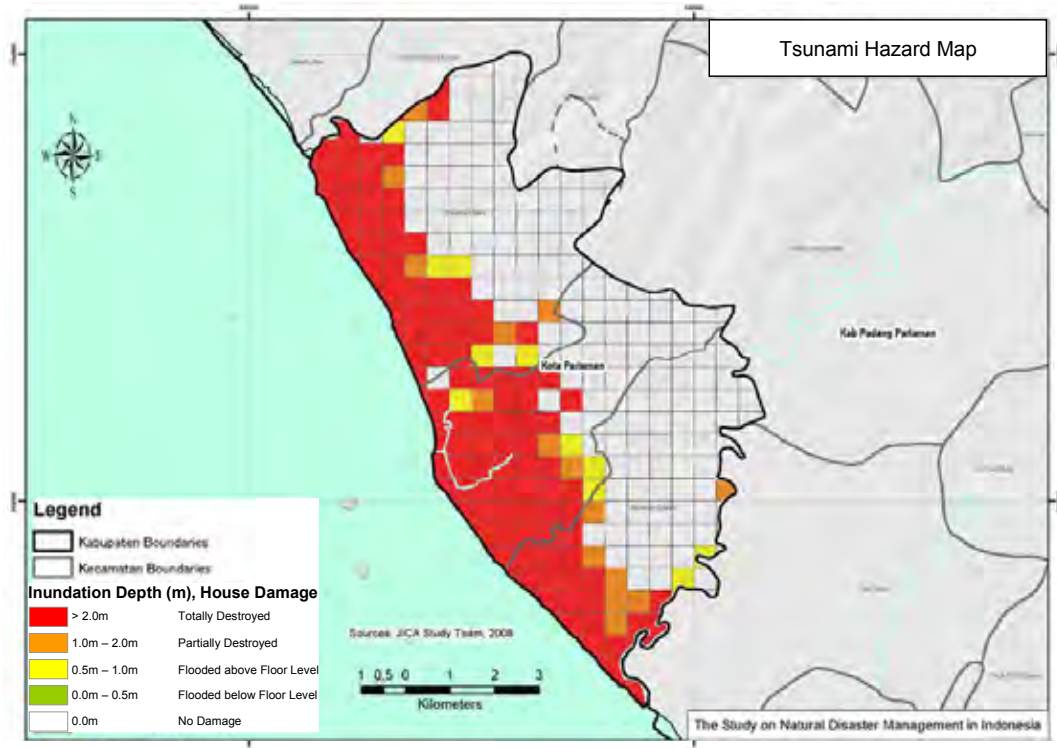 Tsunami Hazard Map
N
W E
S
Kab Padang Pariaman
Kota Pariaman
Legend
Kabupaten Boundaries
Kecamatan Boundaries
Inundation Depth (m), House Damage
> 2.0m Totally Destroyed
1.0m – 2.0m Partially Destroyed
0.5m – 1.0m Flooded above Floor Level
0.0m – 0.5m Flooded below Floor Level
0.0m No Damage
Sources: JICA Study Team, 2008
1 0,5 0 1 2 3
Kilometers
The Study on Natural Disaster Management in Indonesia